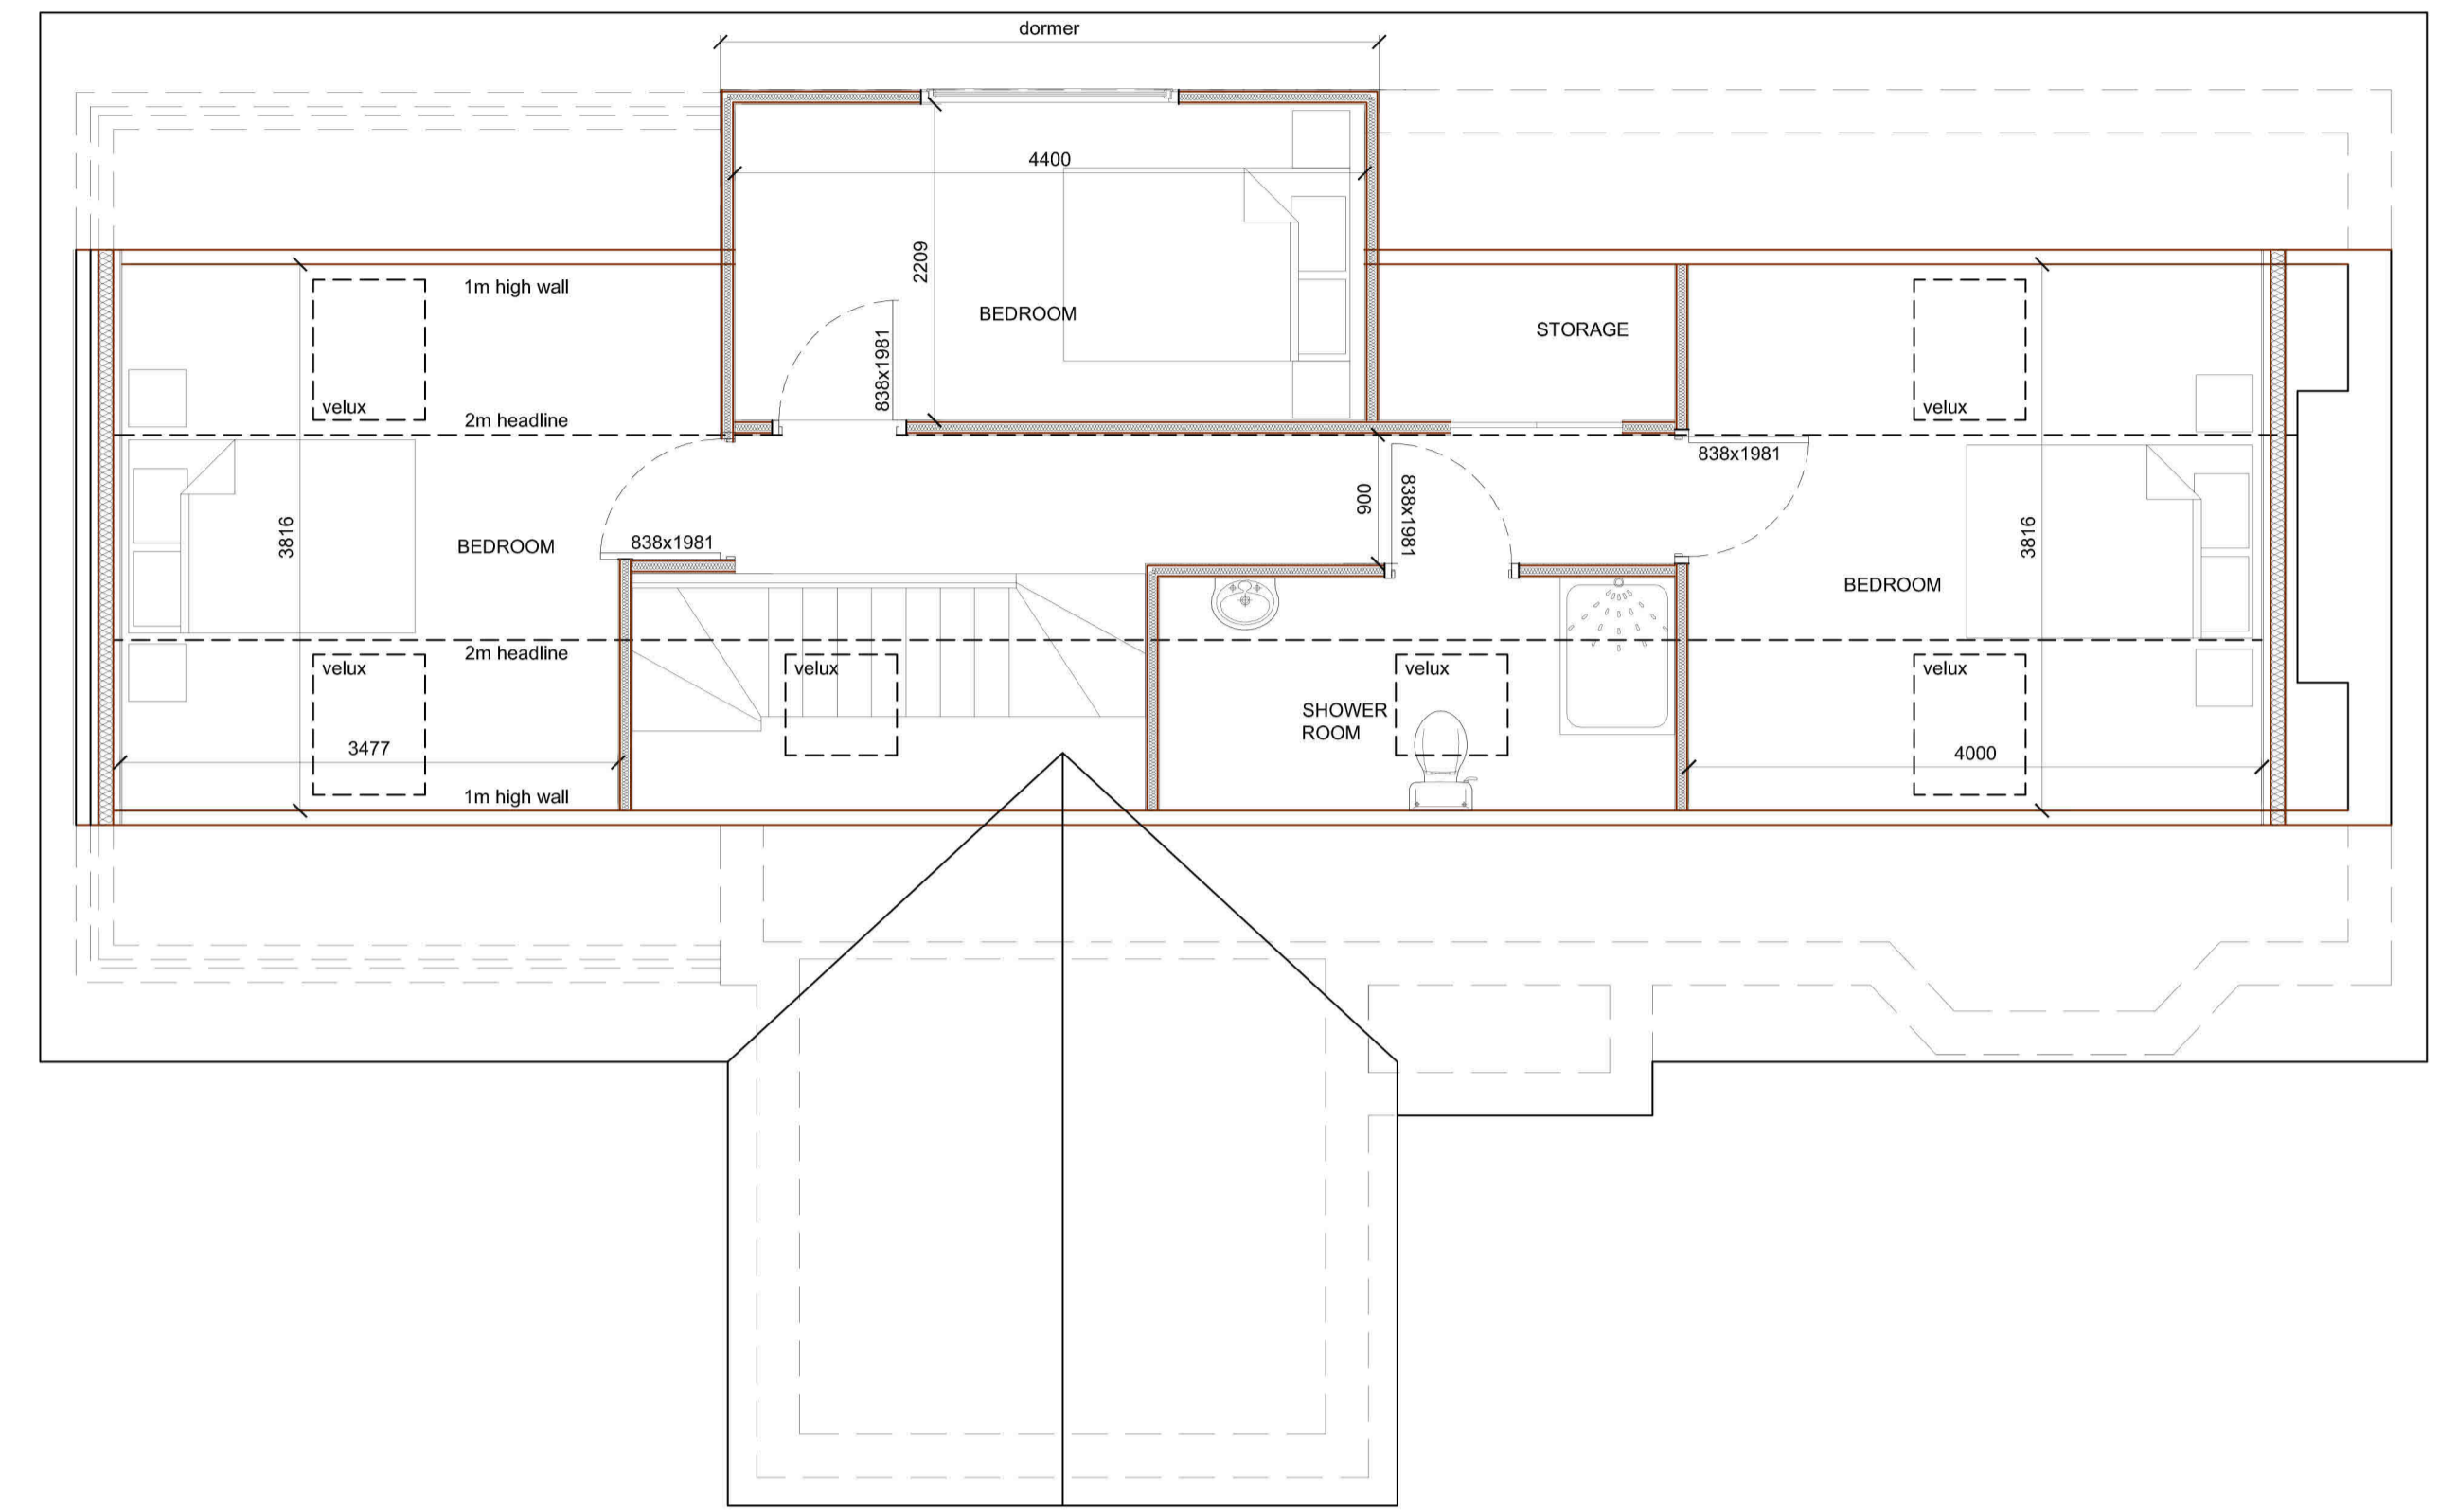 dormer
4400
1m high wall
2209
BEDROOM
STORAGE
838x1981
velux
velux
2m headline
838x1981
3816
BEDROOM
838x1981
900
838x1981
3816
BEDROOM
2m headline
velux
velux
velux
velux
SHOWER
ROOM
3477
4000
1m high wall